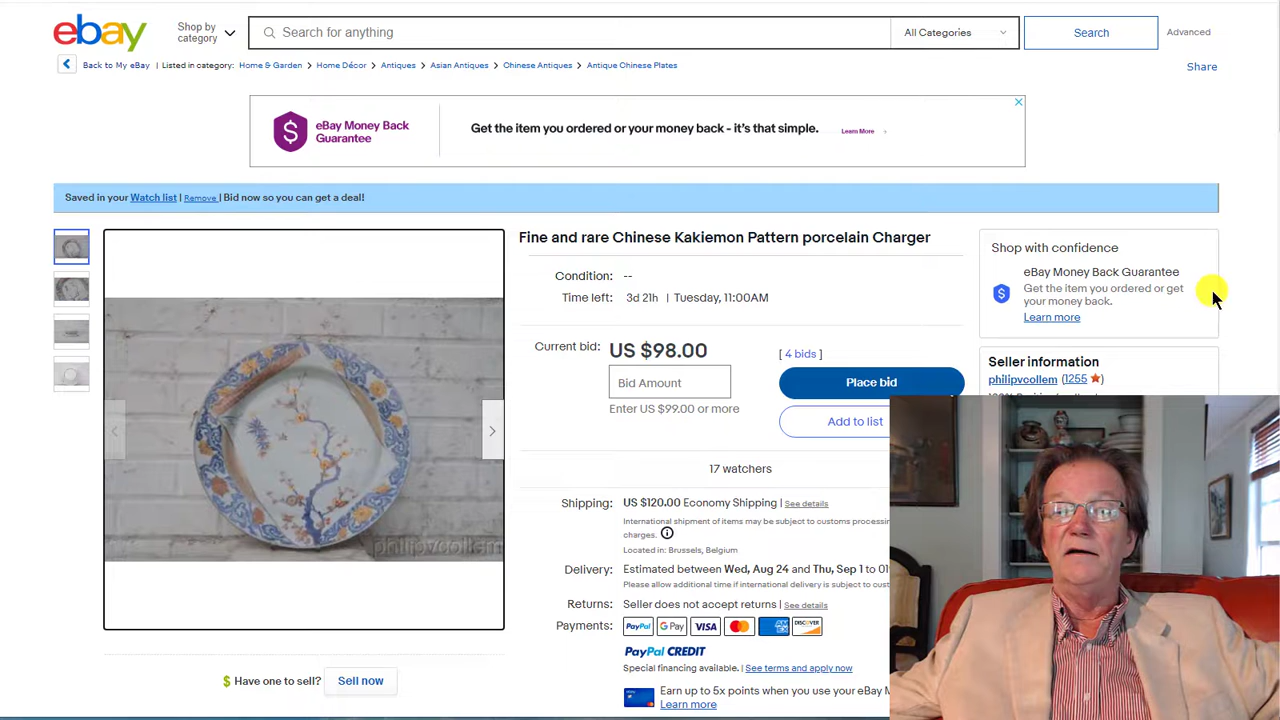 ebay
Shop by category
Search for anything
All Categories
Search
Advanced
Back to My eBay | Listed in category: Home & Garden > Home Décor > Antiques > Asian Antiques > Chinese Antiques > Antique Chinese Plates
Share
eBay Money Back Guarantee
Get the item you ordered or your money back - it's that simple.
Learn More
Saved in your Watch list | Remove | Bid now so you can get a deal!
Fine and rare Chinese Kakiemon Pattern porcelain Charger
Condition: --
Time left: 3d 21h | Tuesday, 11:00AM
Current bid: US $98.00
[ 4 bids ]
Bid Amount
Place bid
Enter US $99.00 or more
Add to list
17 watchers
Shipping: US $120.00 Economy Shipping | See details
International shipment of items may be subject to customs processing
charges.
Located in: Brussels, Belgium
Delivery: Estimated between Wed, Aug 24 and Thu, Sep 1 to 01
Please allow additional time if international delivery is subject to
Returns: Seller does not accept returns | See details
Payments: PayPal G Pay VISA DISCOVER
PayPal CREDIT
Special financing available. | See terms and apply now
Earn up to 5x points when you use your eBay M
Learn more
Shop with confidence
eBay Money Back Guarantee
Get the item you ordered or get
your money back.
Learn more
Seller information
philipvcollem (1255 )
philipvcollem
$ Have one to sell? Sell now